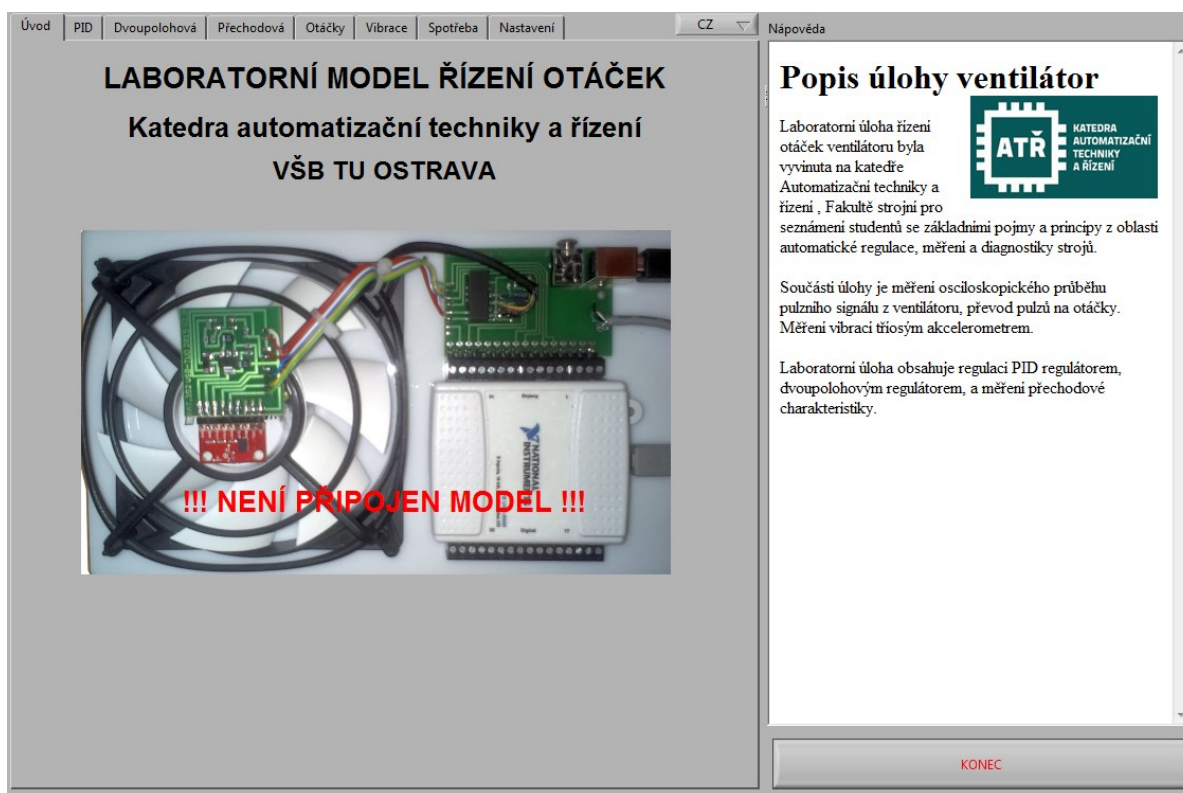 Úvod
PID
Dvoupolohová
Přechodová
Otáčky
Vibrace
Spotřeba
Nastavení
CZ
LABORATORNÍ MODEL ŘÍZENÍ OTÁČEK
Katedra automatizační techniky a řízení
VŠB TU OSTRAVA
NATIONAL
INSTRUMENTS
Digital
!!! NENÍ PŘIPOJEN MODEL !!!
Nápověda
Popis úlohy ventilátor
ATŘ
KATEDRA
AUTOMATIZAČNÍ
TECHNIKY
A ŘÍZENÍ
Laboratorní úloha řízení
otáček ventilátoru byla
vyvinuta na katedře
Automatizační techniky a
řízení , Fakultě strojní pro
seznámení studentů se základními pojmy a principy z oblasti
automatické regulace, měření a diagnostiky strojů.
Součástí úlohy je měření osciloskopického průběhu
pulzního signálu z ventilátoru, převod pulzů na otáčky.
Měření vibrací tříosým akcelerometrem.
Laboratorní úloha obsahuje regulaci PID regulátorem,
dvoupolohovým regulátorem, a měření přechodové
charakteristiky.
KONEC